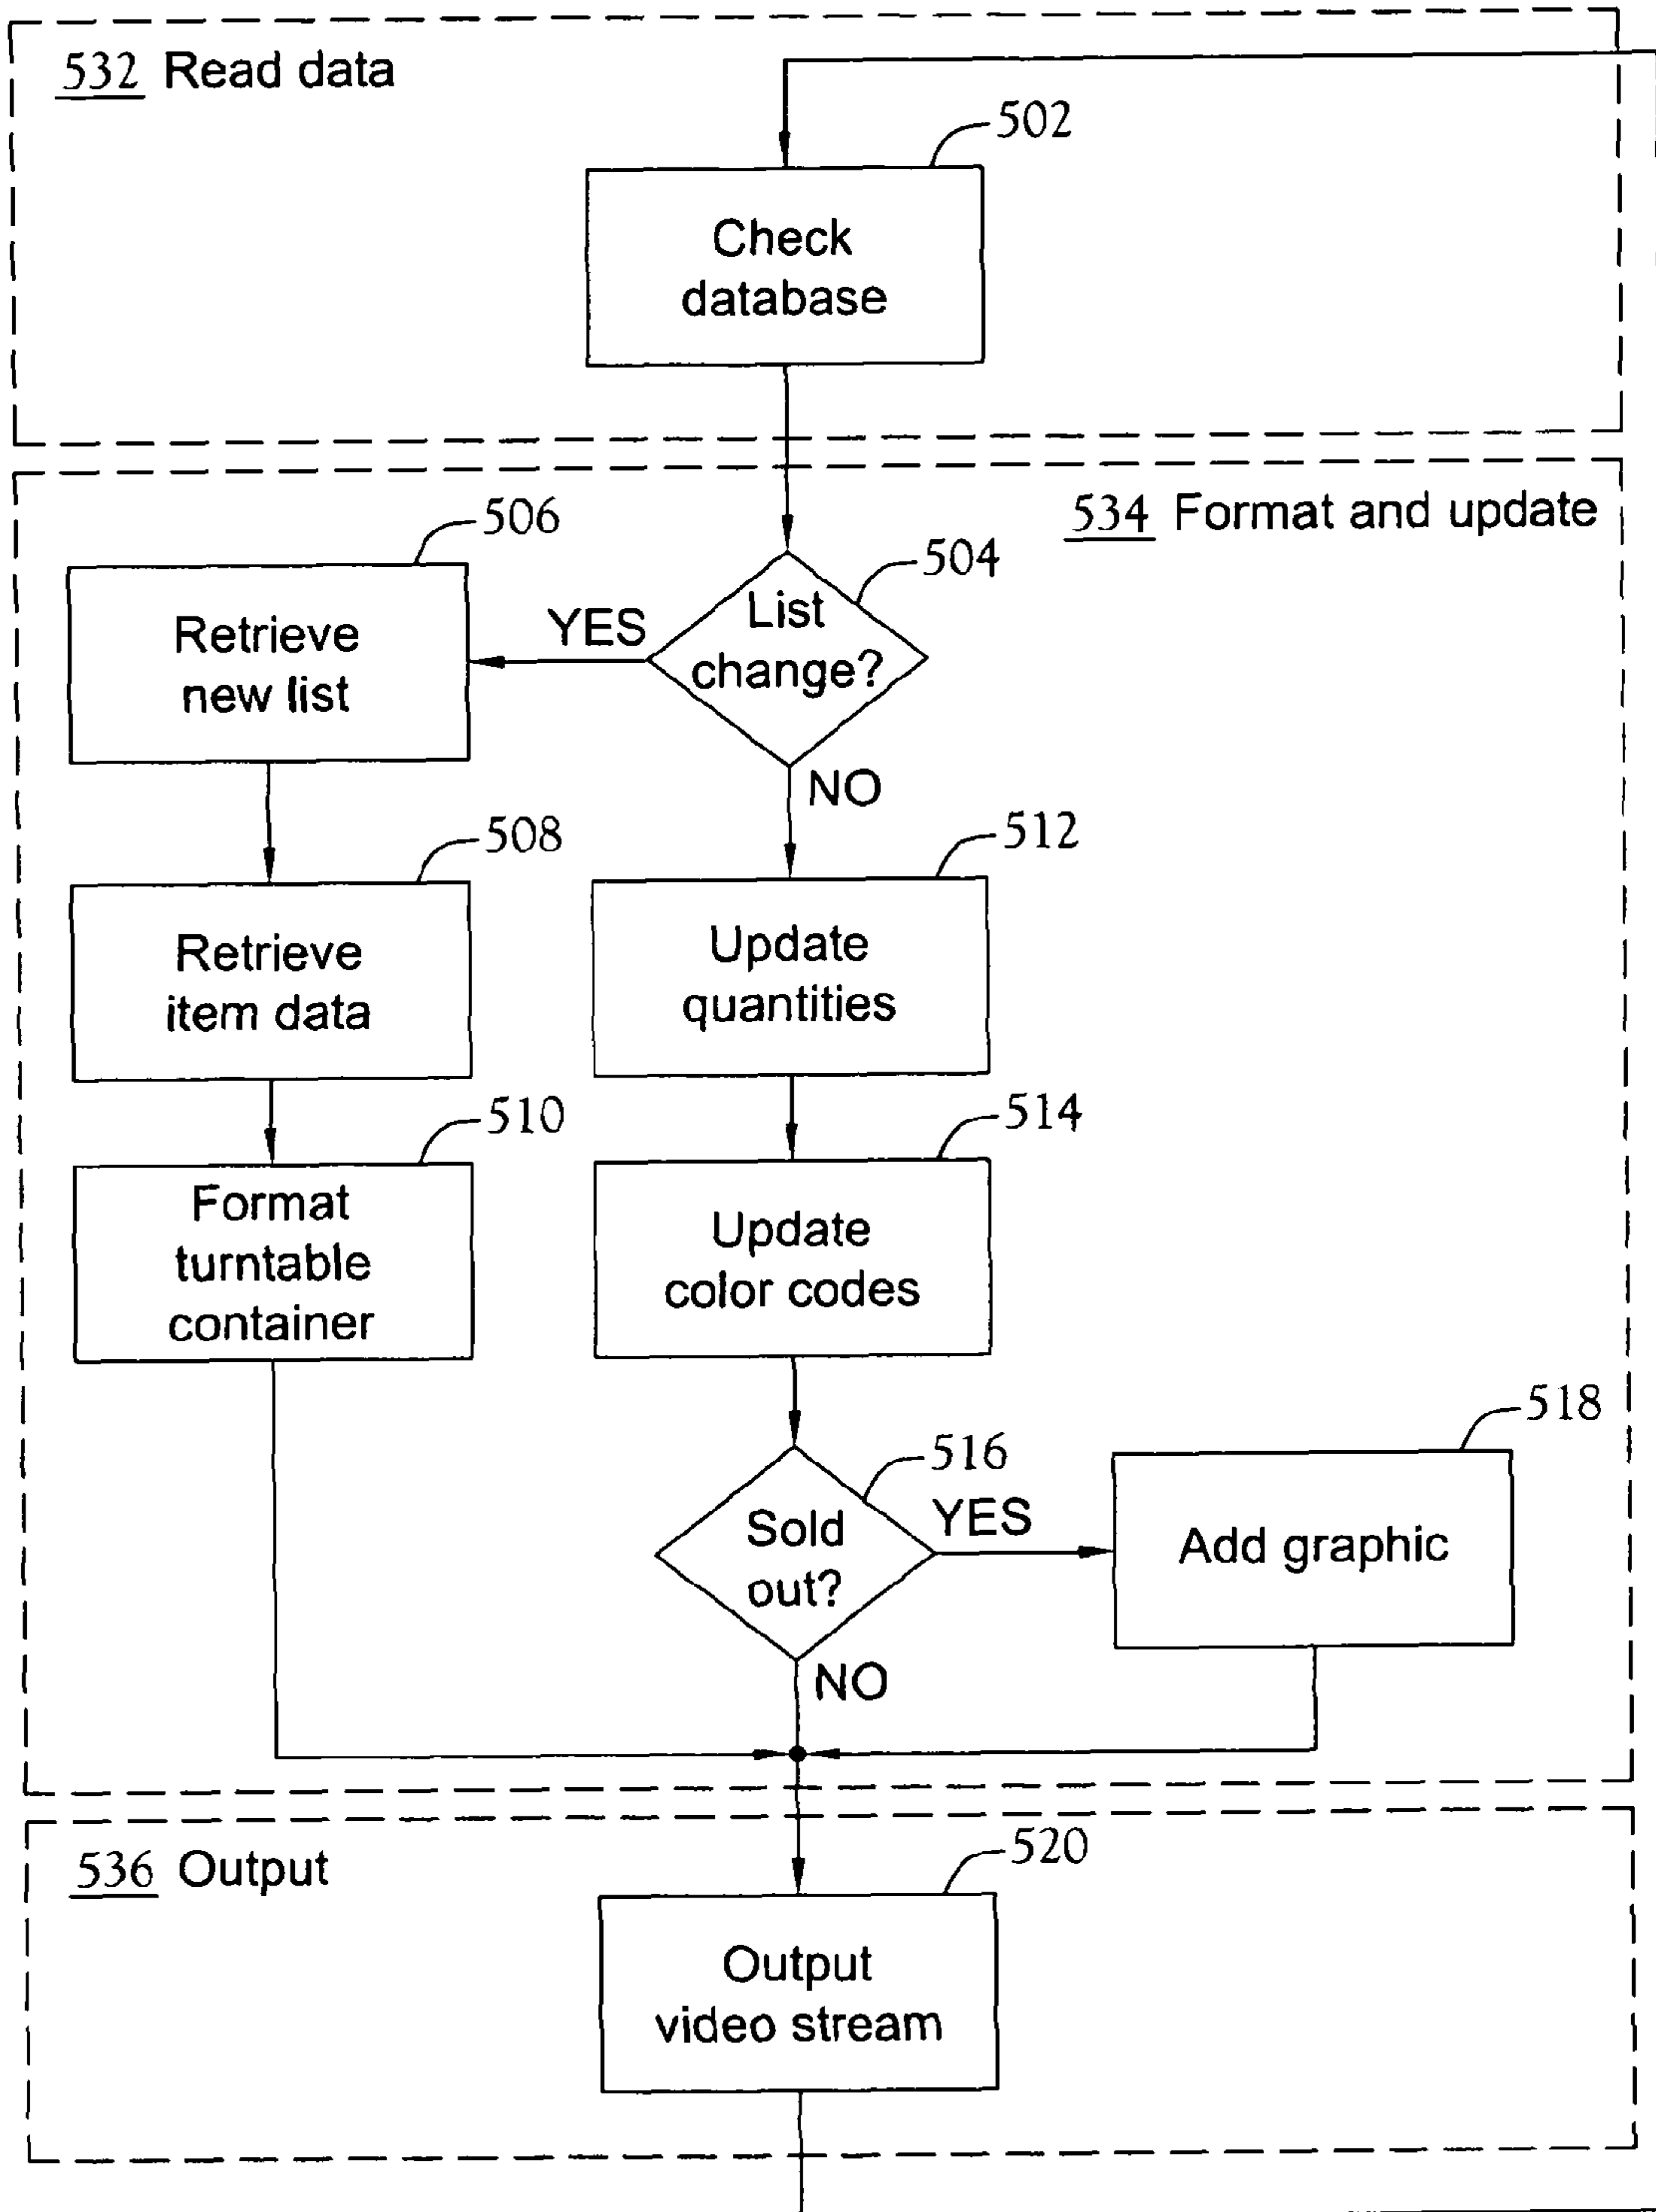 532 Read data
502
Check
database
534 Format and update
506
504
Retrieve
new list
YES
List
change?
NO
508
512
Retrieve
item data
Update
quantities
510
514
Format
turntable
container
Update
color codes
516
518
Sold
out?
YES
Add graphic
NO
536 Output
520
Output
video stream